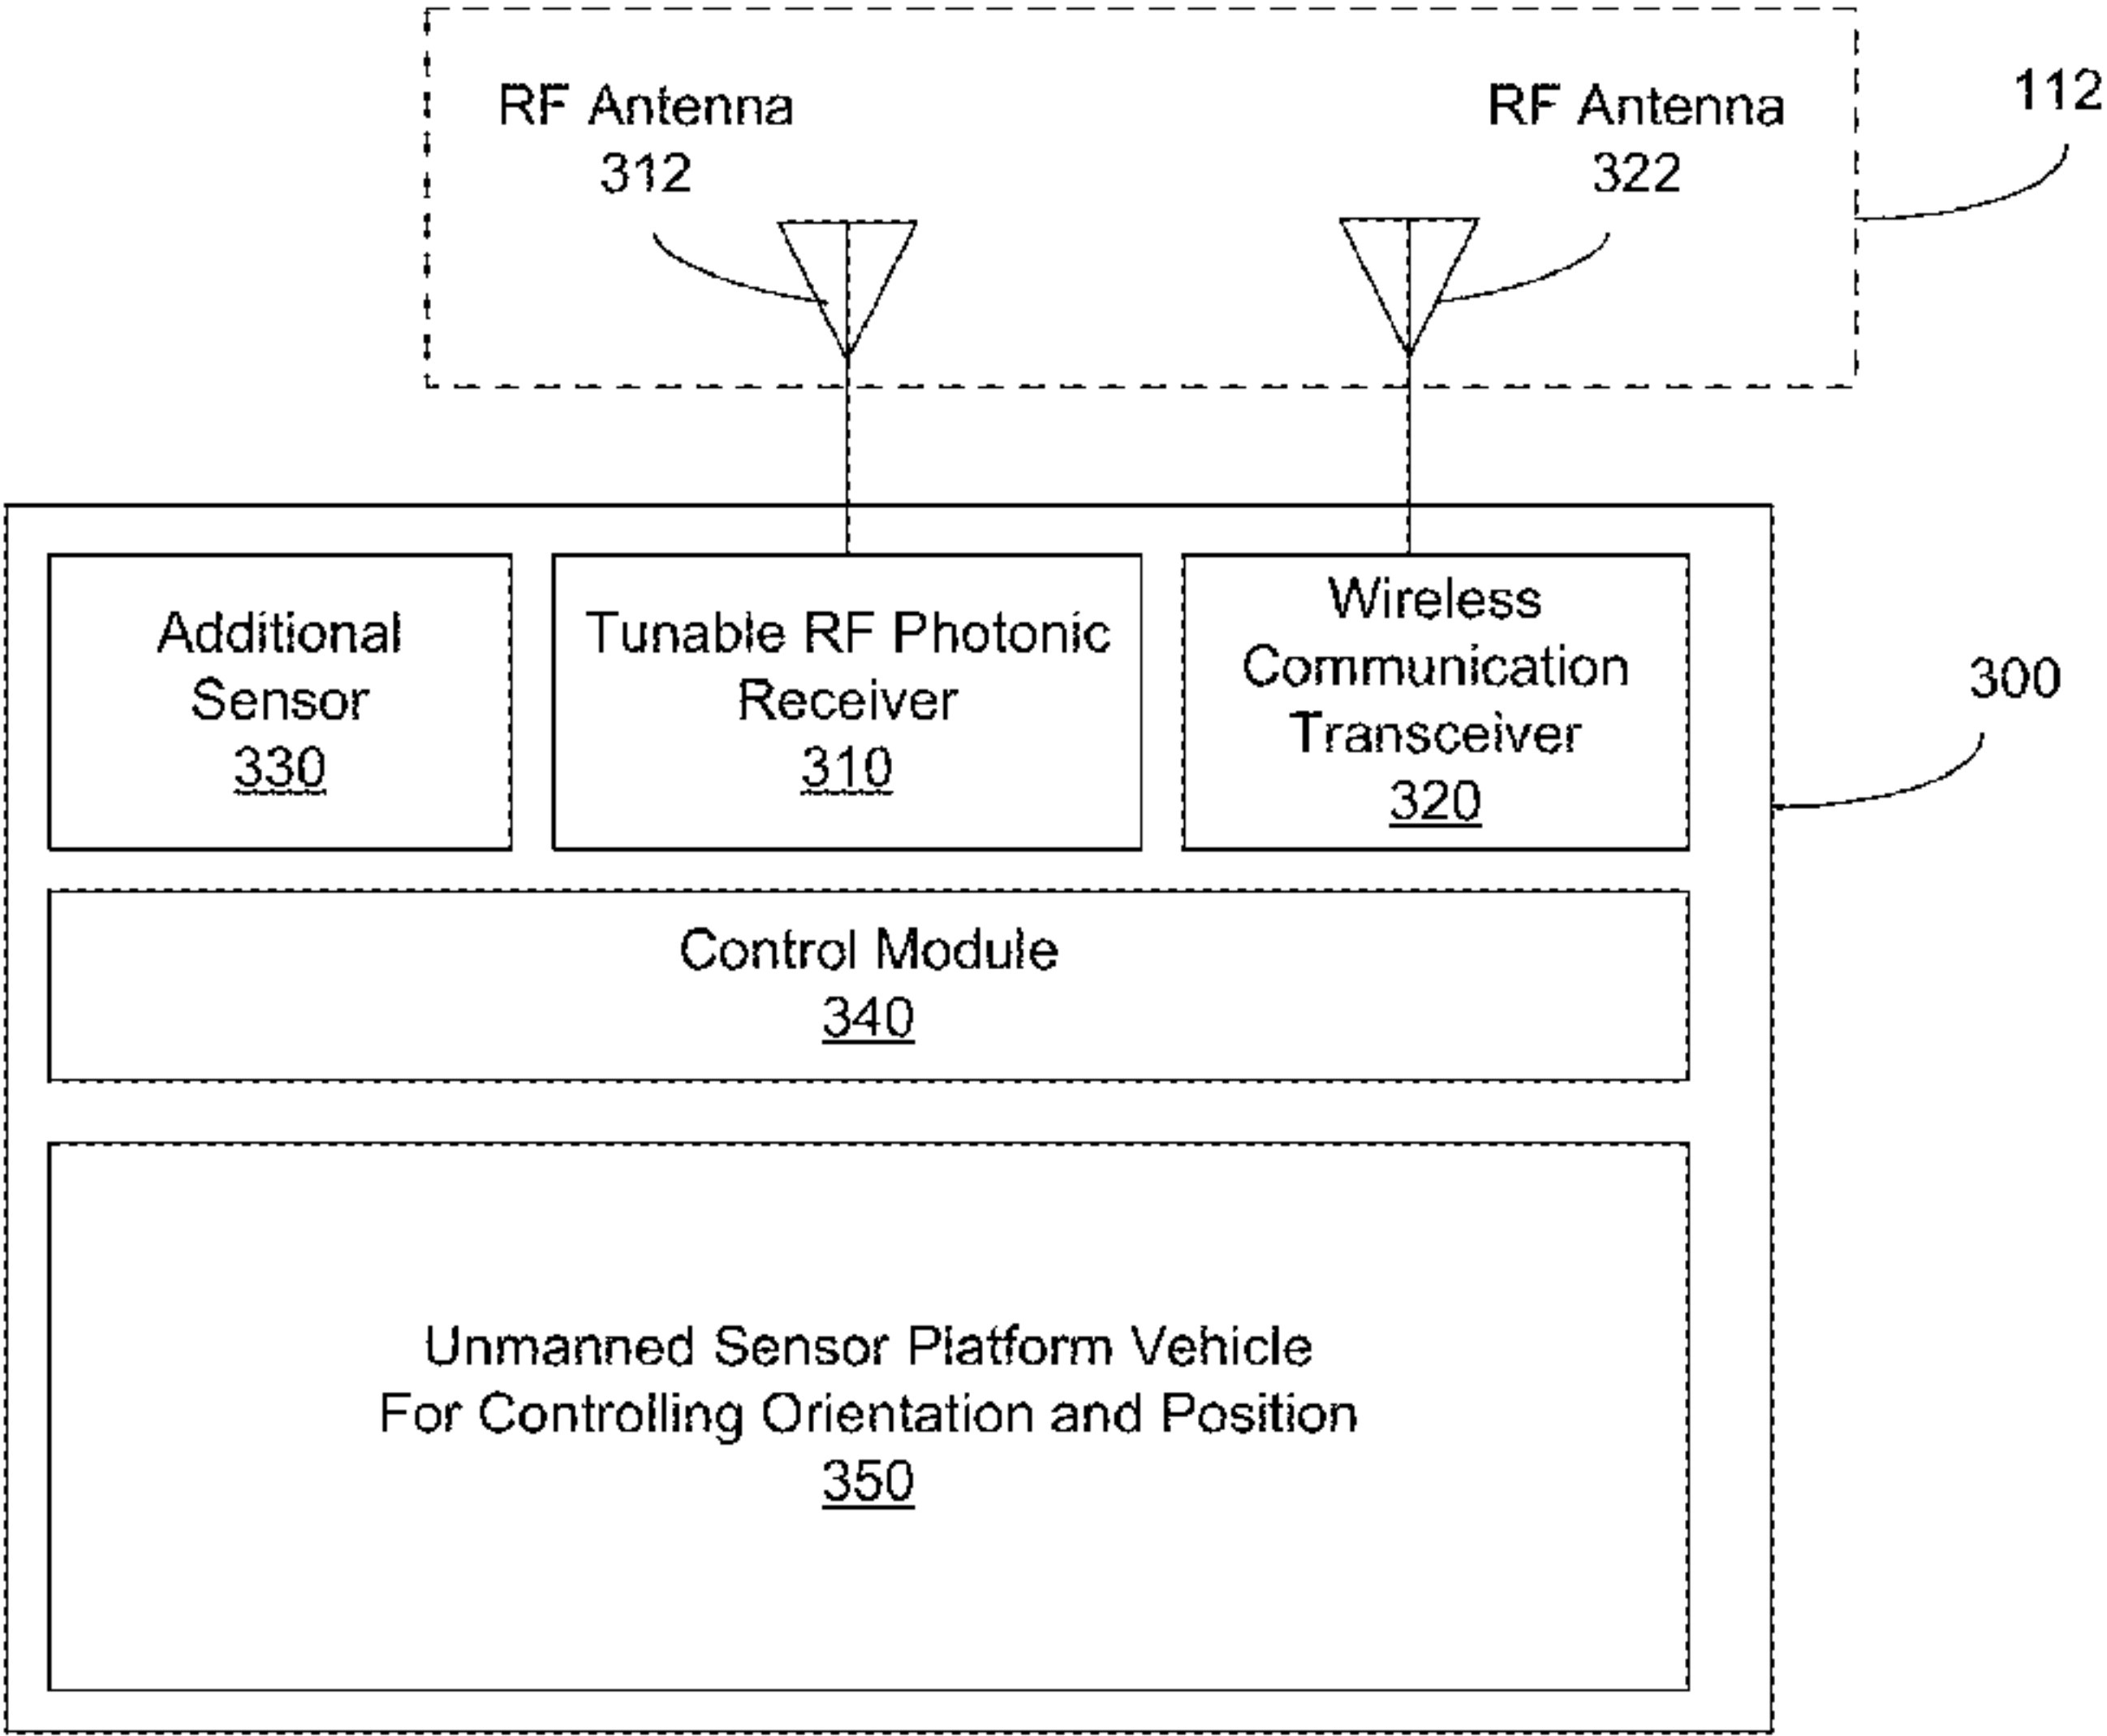 RF Antenna
312
RF Antenna
322
112
Additional
Sensor
330
Tunable RF Photonic
Receiver
310
Wireless
Communication
Transceiver
320
300
Control Module
340
Unmanned Sensor Platform Vehicle
For Controlling Orientation and Position
350